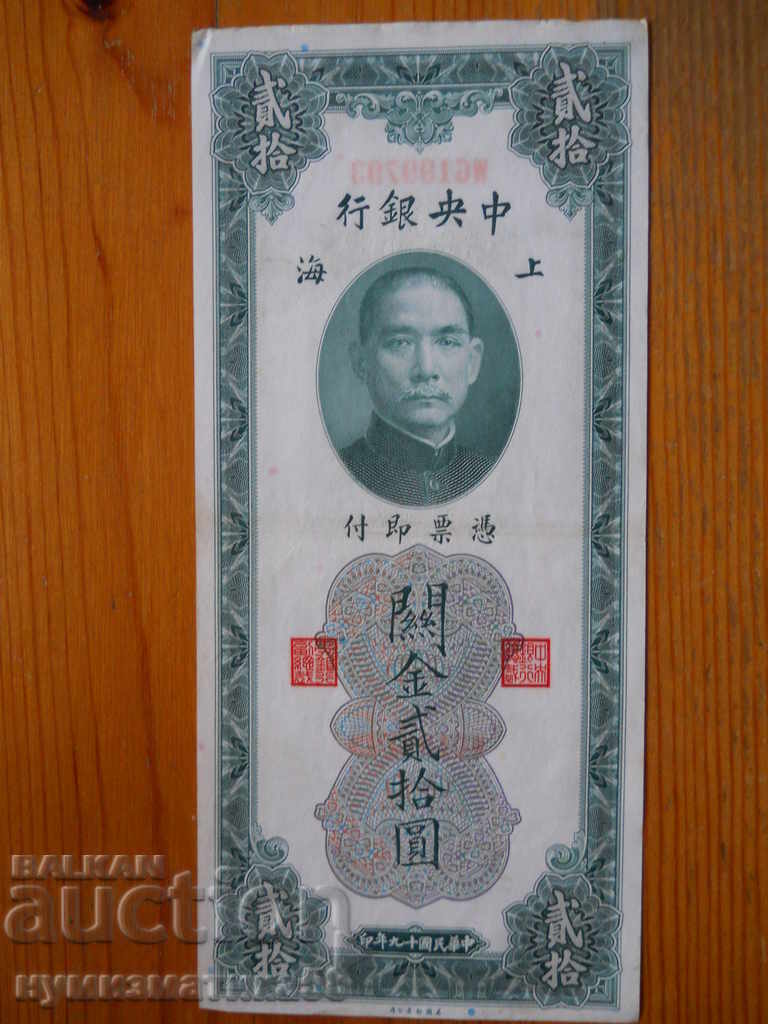 貳拾
貳拾
中央銀行
上海
憑票即付
關金貳拾圓
貳拾
貳拾
中華民國十九年印
BALKAN
auction
нумизматика58